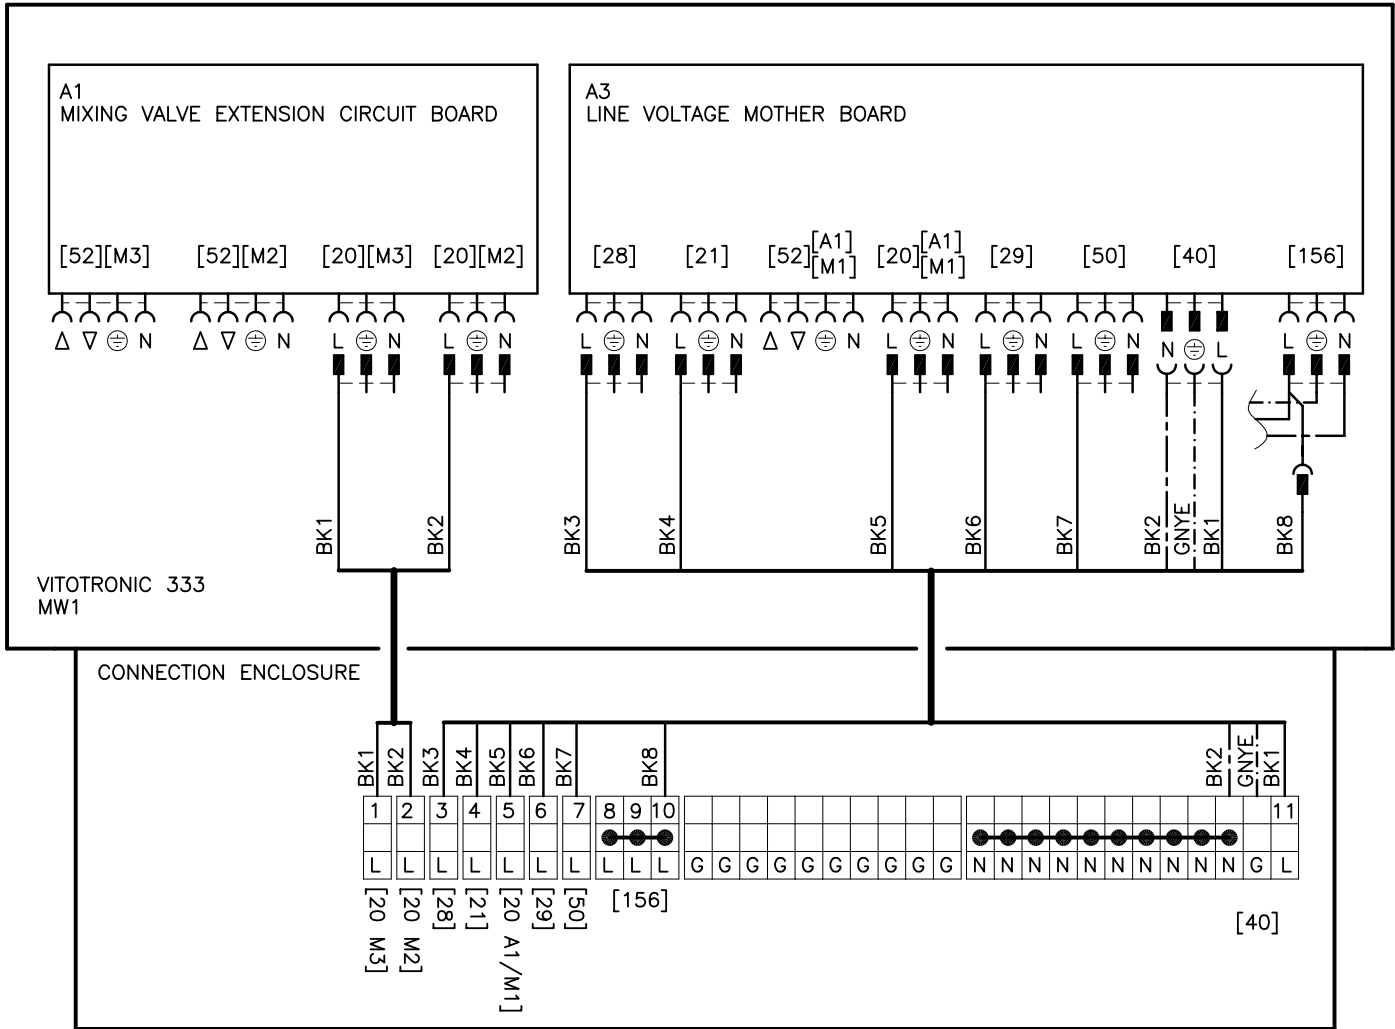 A1
MIXING VALVE EXTENSION CIRCUIT BOARD
[52][M3] [52][M2] [20][M3] [20][M2]
Δ ∇ ⏚ N Δ ∇ ⏚ N L ⏚ N L ⏚ N
A3
LINE VOLTAGE MOTHER BOARD
[A1] [A1]
[28] [21] [52] [20] [29] [50] [40] [156]
[M1] [M1]
L ⏚ N L ⏚ N Δ ∇ ⏚ N L ⏚ N L ⏚ N L ⏚ N N ⏚ L L ⏚ N
BK1 BK2 BK3 BK4 BK5 BK6 BK7 BK2 GNYE BK1 BK8
VITOTRONIC 333
MW1
CONNECTION ENCLOSURE
BK1 BK2 BK3 BK4 BK5 BK6 BK7 BK8 BK2 GNYE BK1
1 2 3 4 5 6 7 8 9 10 11
L L L L L L L L L L G G G G G G G G G G N N N N N N N N N N G L
[20 M3] [20 M2] [28] [21] [20 A1/M1] [29] [50] [156] [40]